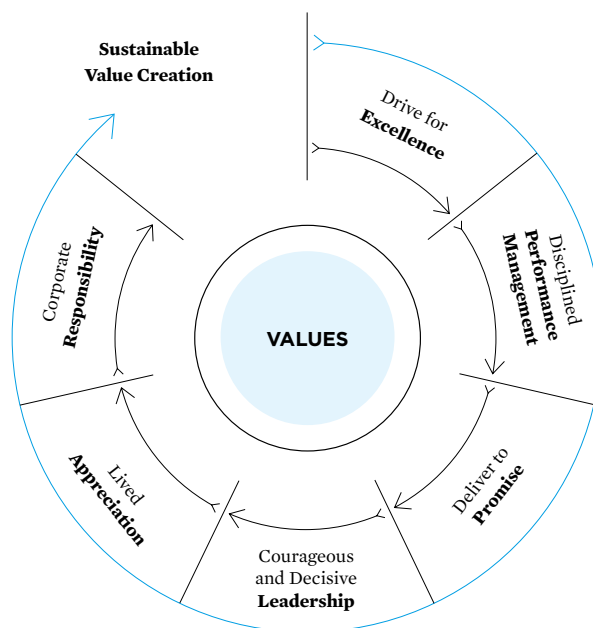 Sustainable
Value Creation
Drive for
Excellence
Disciplined
Performance
Management
Deliver to
Promise
Courageous
and Decisive
Leadership
Lived
Appreciation
Corporate
Responsibility
VALUES